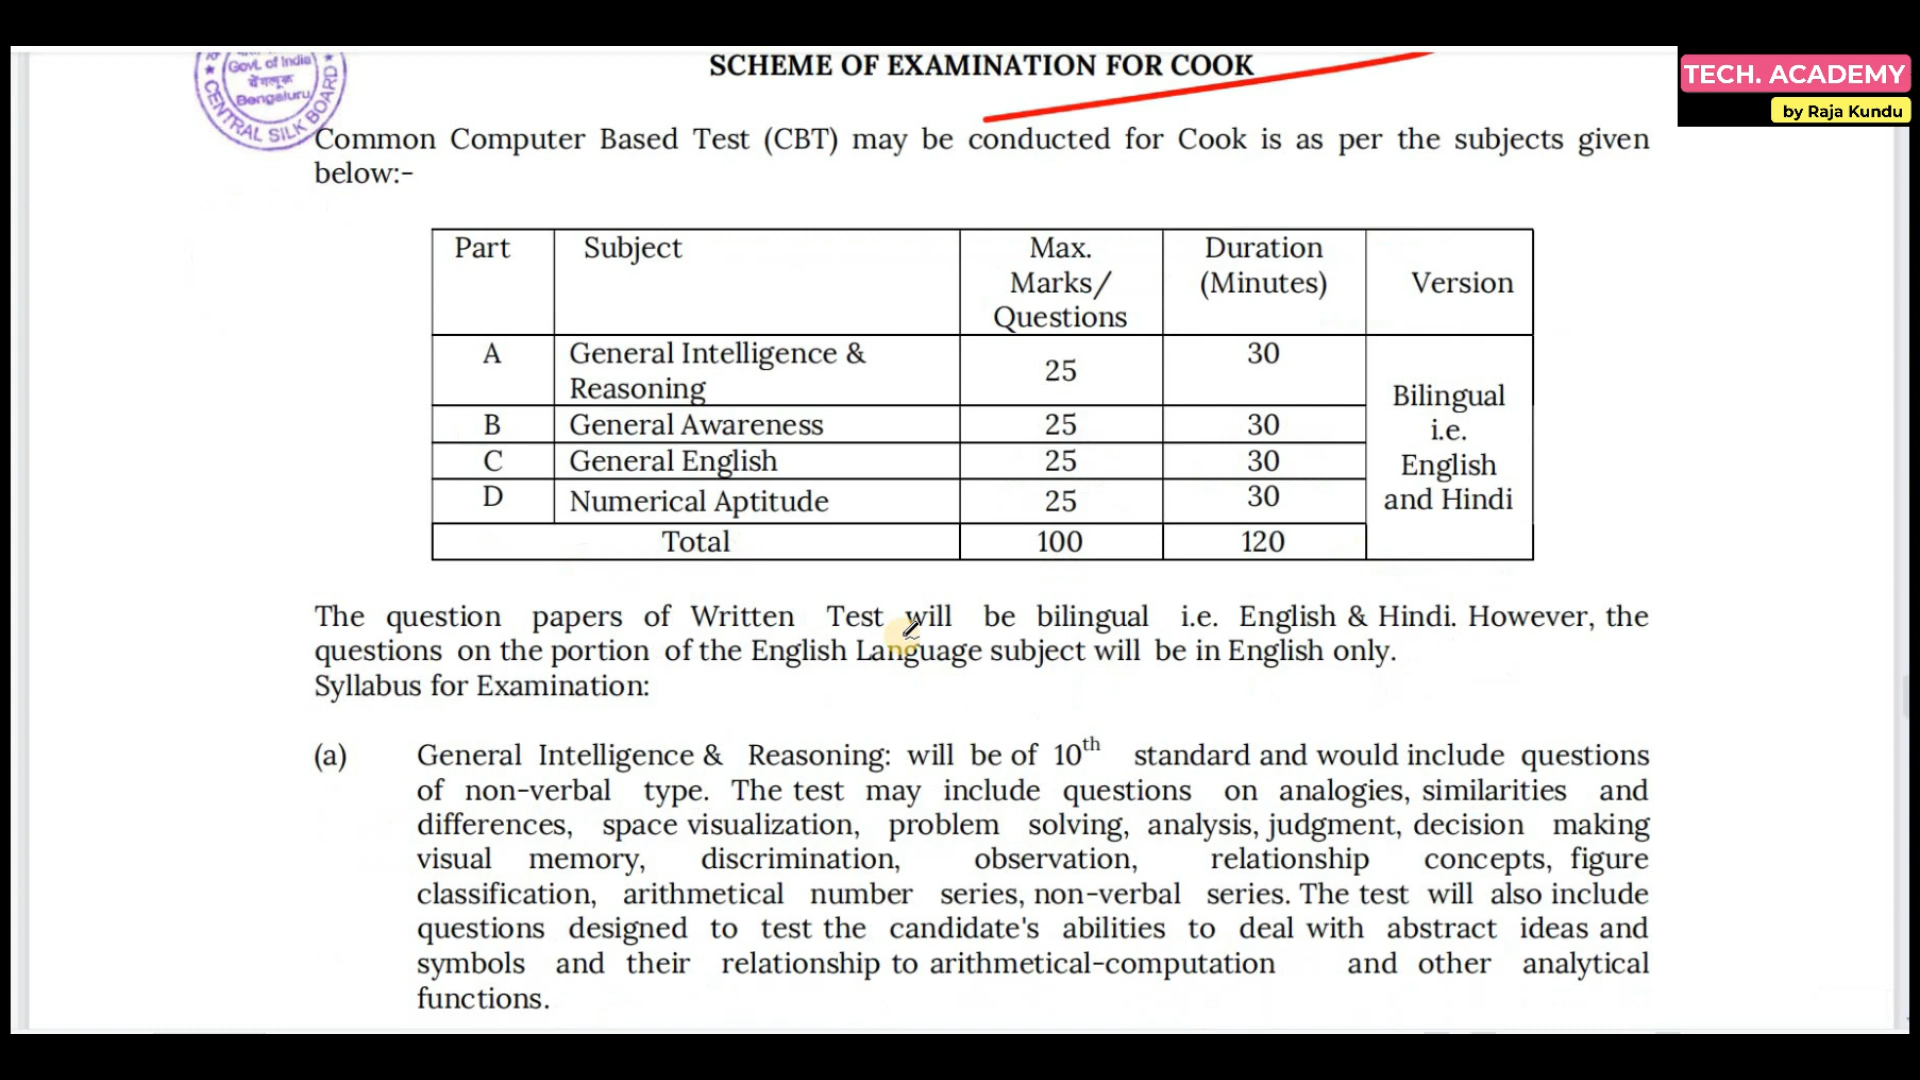 SCHEME OF EXAMINATION FOR COOK
TECH. ACADEMY
by Raja Kundu
Govt. of India
बेंगलूरू
Bengaluru
CENTRAL SILK BOARD
Common Computer Based Test (CBT) may be conducted for Cook is as per the subjects given
below:-
Part Subject Max. Marks/ Questions Duration (Minutes) Version
A General Intelligence & Reasoning 25 30
B General Awareness 25 30
C General English 25 30
D Numerical Aptitude 25 30
Total 100 120
Bilingual
i.e.
English
and Hindi
The question papers of Written Test will be bilingual i.e. English & Hindi. However, the
questions on the portion of the English Language subject will be in English only.
Syllabus for Examination:
(a) General Intelligence & Reasoning: will be of 10th standard and would include questions
of non-verbal type. The test may include questions on analogies, similarities and
differences, space visualization, problem solving, analysis, judgment, decision making
visual memory, discrimination, observation, relationship concepts, figure
classification, arithmetical number series, non-verbal series. The test will also include
questions designed to test the candidate's abilities to deal with abstract ideas and
symbols and their relationship to arithmetical-computation and other analytical
functions.